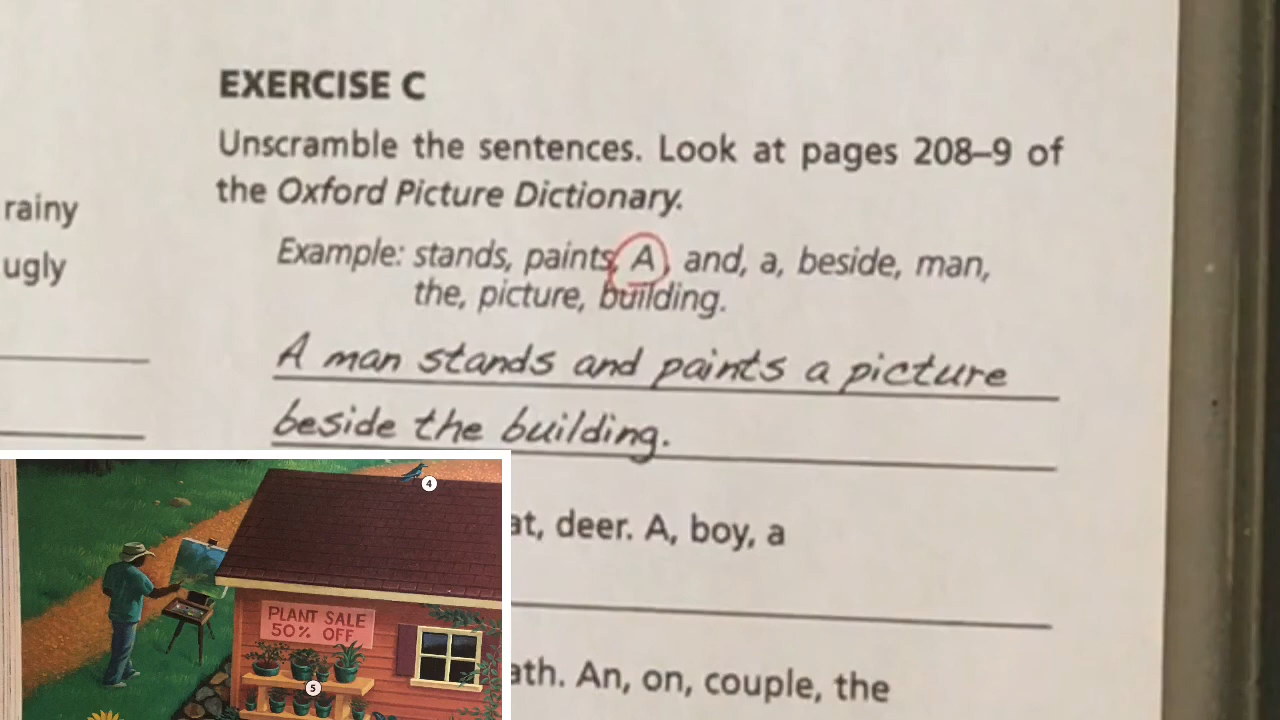 EXERCISE C
Unscramble the sentences. Look at pages 208–9 of
the Oxford Picture Dictionary.
rainy
ugly
Example: stands, paints, A, and, a, beside, man,
the, picture, building.
A man stands and paints a picture
beside the building.
at, deer. A, boy, a
ath. An, on, couple, the
4
PLANT SALE
50% OFF
5